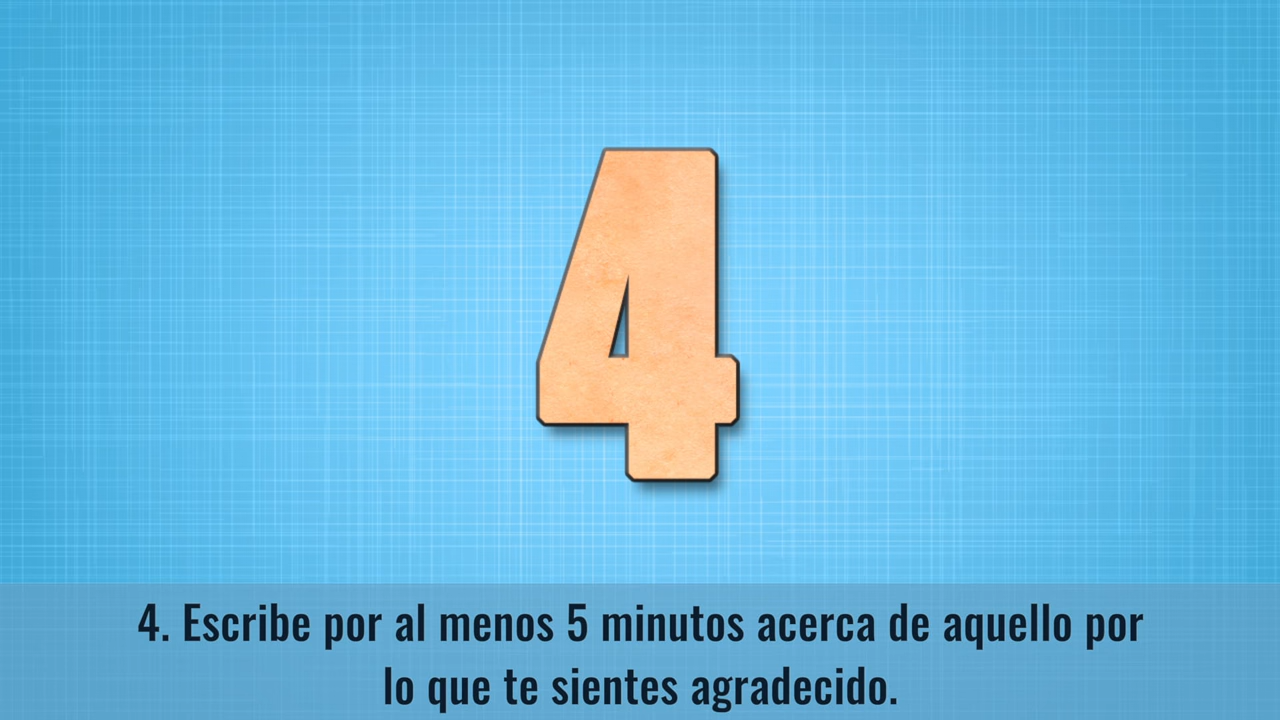 4
4. Escribe por al menos 5 minutos acerca de aquello por
lo que te sientes agradecido.